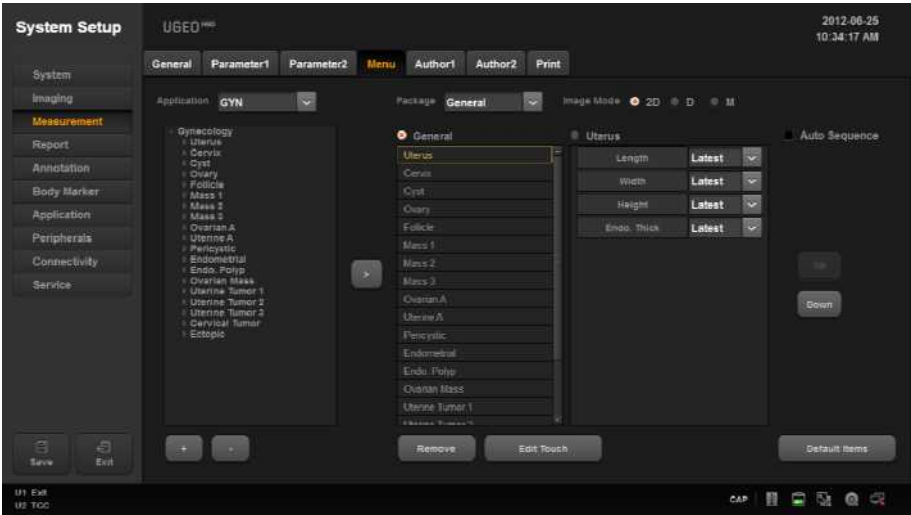 System Setup
UGEO H60
2012-06-25
10:34:17 AM
General Parameter1 Parameter2 Menu Author1 Author2 Print
System
Imaging
Measurement
Report
Annotation
Body Marker
Application
Peripherals
Connectivity
Service
Application GYN
Package General
Image Mode 2D D M
Gynecology
Uterus
Cervix
Cyst
Ovary
Follicle
Mass 1
Mass 2
Mass 3
Ovarian A
Uterine A
Pericystic
Endometrial
Endo. Polyp
Ovarian Mass
Uterine Tumor 1
Uterine Tumor 2
Uterine Tumor 3
Cervical Tumor
Ectopic
>
General
Uterus
Cervix
Cyst
Ovary
Follicle
Mass 1
Mass 2
Mass 3
Ovarian A
Uterine A
Pericystic
Endometrial
Endo. Polyp
Ovarian Mass
Uterine Tumor 1
Uterine Tumor 2
Uterus
Length Latest
Width Latest
Height Latest
Endo. Thick Latest
Auto Sequence
Up
Down
+ -
Remove Edit Touch
Default Items
Save Exit
U1 Exit
U2 TGC
CAP